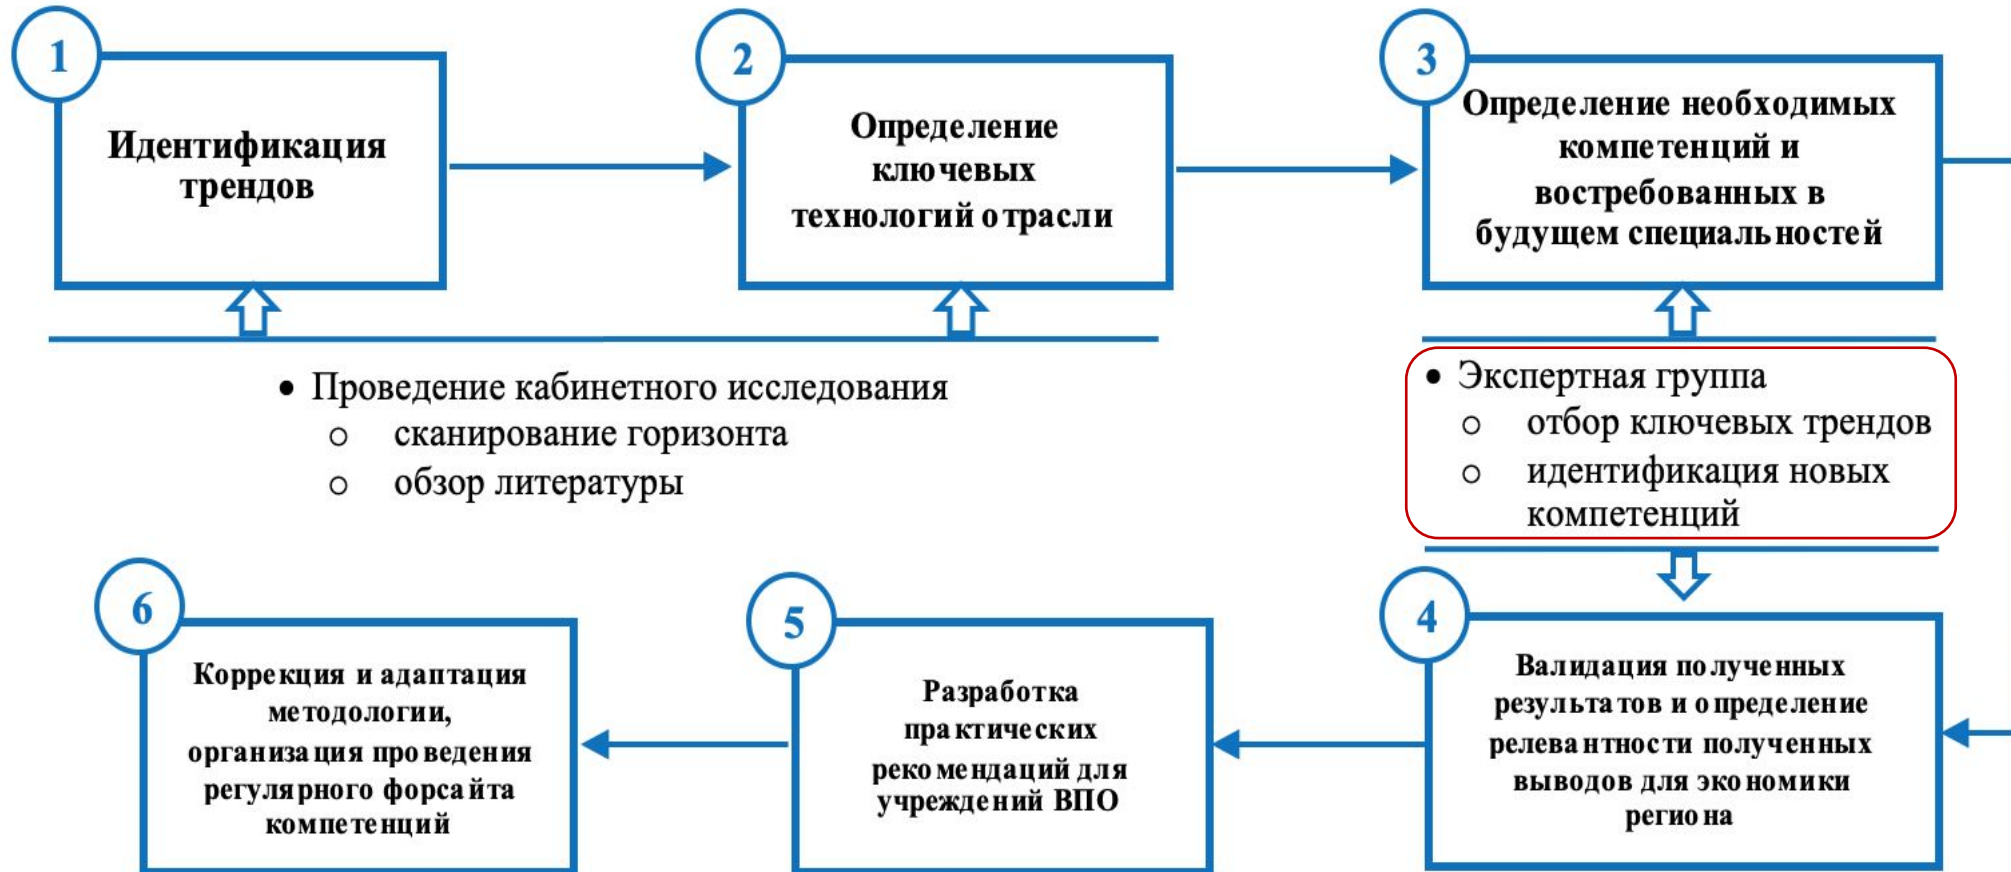 1
Идентификация
трендов
2
Определение
ключевых
технологий отрасли
3
Определение необходимых
компетенций и
востребованных в
будущем специальностей
• Проведение кабинетного исследования
o сканирование горизонта
o обзор литературы
• Экспертная группа
o отбор ключевых трендов
o идентификация новых
компетенций
6
Коррекция и адаптация
методологии,
организация проведения
регулярного форсайта
компетенций
5
Разработка
практических
рекомендаций для
учреждений ВПО
4
Валидация полученных
результатов и определение
релевантности полученных
выводов для экономики
региона